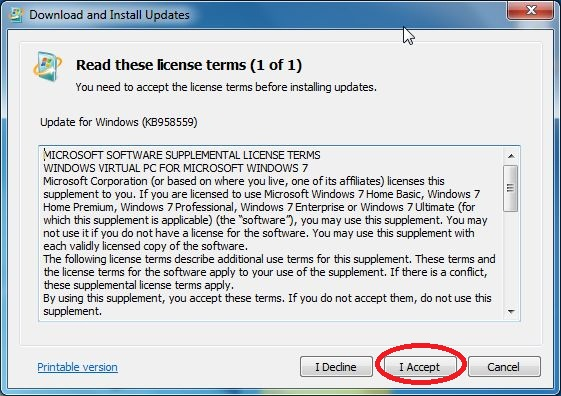 Download and Install Updates
Read these license terms (1 of 1)
You need to accept the license terms before installing updates.
Update for Windows (KB958559)
MICROSOFT SOFTWARE SUPPLEMENTAL LICENSE TERMS
WINDOWS VIRTUAL PC FOR MICROSOFT WINDOWS 7
Microsoft Corporation (or based on where you live, one of its affiliates) licenses this
supplement to you. If you are licensed to use Microsoft Windows 7 Home Basic, Windows 7
Home Premium, Windows 7 Professional, Windows 7 Enterprise or Windows 7 Ultimate (for
which this supplement is applicable) (the “software”), you may use this supplement. You may
not use it if you do not have a license for the software. You may use this supplement with
each validly licensed copy of the software.
The following license terms describe additional use terms for this supplement. These terms and
the license terms for the software apply to your use of the supplement. If there is a conflict,
these supplemental license terms apply.
By using this supplement, you accept these terms. If you do not accept them, do not use this
supplement.
Printable version
I Decline
I Accept
Cancel